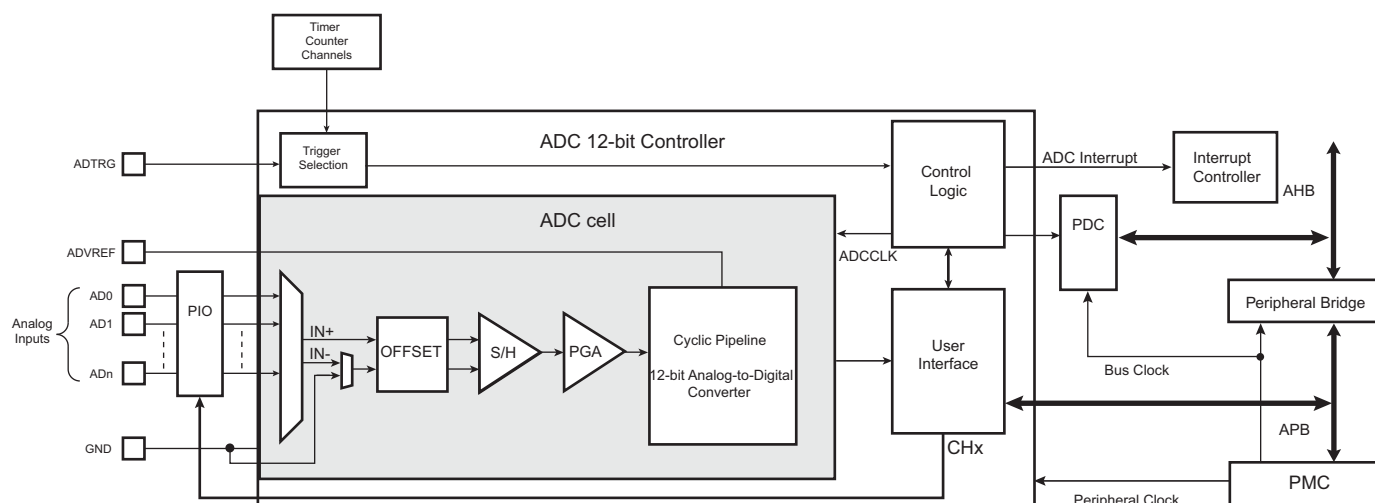 Timer
Counter
Channels
ADC 12-bit Controller
ADTRG
Trigger
Selection
Control
Logic
ADC Interrupt
Interrupt
Controller
AHB
PDC
ADC cell
ADVREF
ADCCLK
Analog
Inputs
AD0
AD1
ADn
PIO
IN+
IN-
OFFSET
S/H
PGA
Cyclic Pipeline
12-bit Analog-to-Digital
Converter
User
Interface
Peripheral Bridge
Bus Clock
APB
GND
CHx
PMC
Peripheral Clock